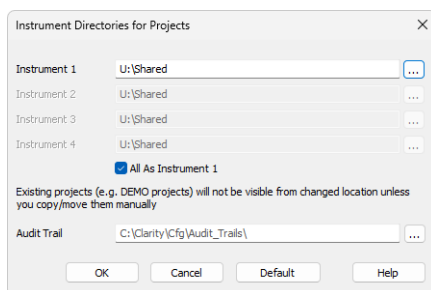 Instrument Directories for Projects
Instrument 1 U:\Shared ...
Instrument 2 U:\Shared ...
Instrument 3 U:\Shared ...
Instrument 4 U:\Shared ...
All As Instrument 1
Existing projects (e.g. DEMO projects) will not be visible from changed location unless
you copy/move them manually
Audit Trail C:\Clarity\Cfg\Audit_Trails\ ...
OK Cancel Default Help